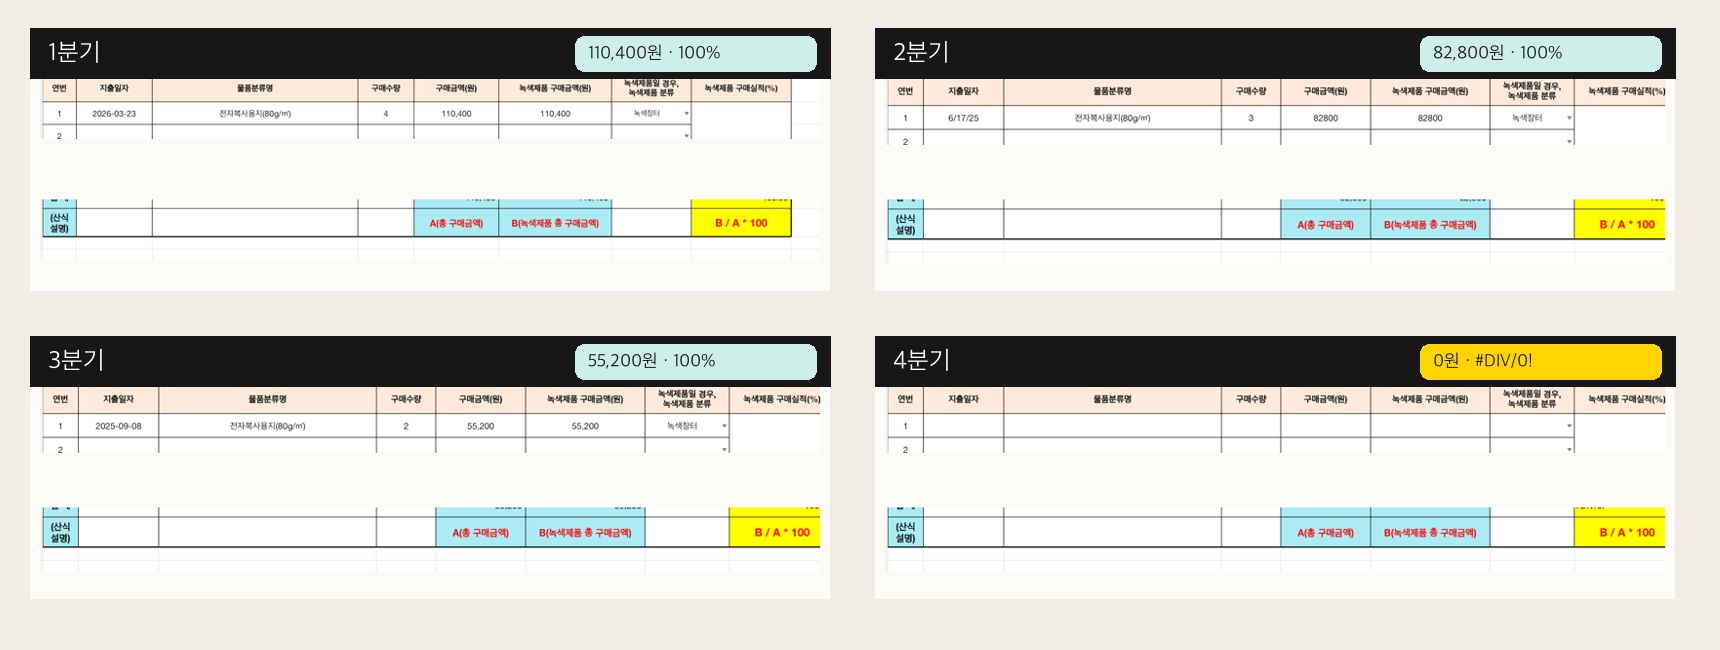 1분기
110,400원 · 100%
연번 지출일자 물품분류명 구매수량 구매금액(원) 녹색제품 구매금액(원) 녹색제품일 경우, 녹색제품 분류 녹색제품 구매실적(%)
1 2026-03-23 전자복사용지(80g/㎡) 4 110,400 110,400 녹색장터
2
(산식 설명) A(총 구매금액) B(녹색제품 총 구매금액) B / A * 100
2분기
82,800원 · 100%
연번 지출일자 물품분류명 구매수량 구매금액(원) 녹색제품 구매금액(원) 녹색제품일 경우, 녹색제품 분류 녹색제품 구매실적(%)
1 6/17/25 전자복사용지(80g/㎡) 3 82800 82800 녹색장터
2
(산식 설명) A(총 구매금액) B(녹색제품 총 구매금액) B / A * 100
3분기
55,200원 · 100%
연번 지출일자 물품분류명 구매수량 구매금액(원) 녹색제품 구매금액(원) 녹색제품일 경우, 녹색제품 분류 녹색제품 구매실적(%)
1 2025-09-08 전자복사용지(80g/㎡) 2 55,200 55,200 녹색장터
2
(산식 설명) A(총 구매금액) B(녹색제품 총 구매금액) B / A * 100
4분기
0원 · #DIV/0!
연번 지출일자 물품분류명 구매수량 구매금액(원) 녹색제품 구매금액(원) 녹색제품일 경우, 녹색제품 분류 녹색제품 구매실적(%)
1
2
(산식 설명) A(총 구매금액) B(녹색제품 총 구매금액) B / A * 100